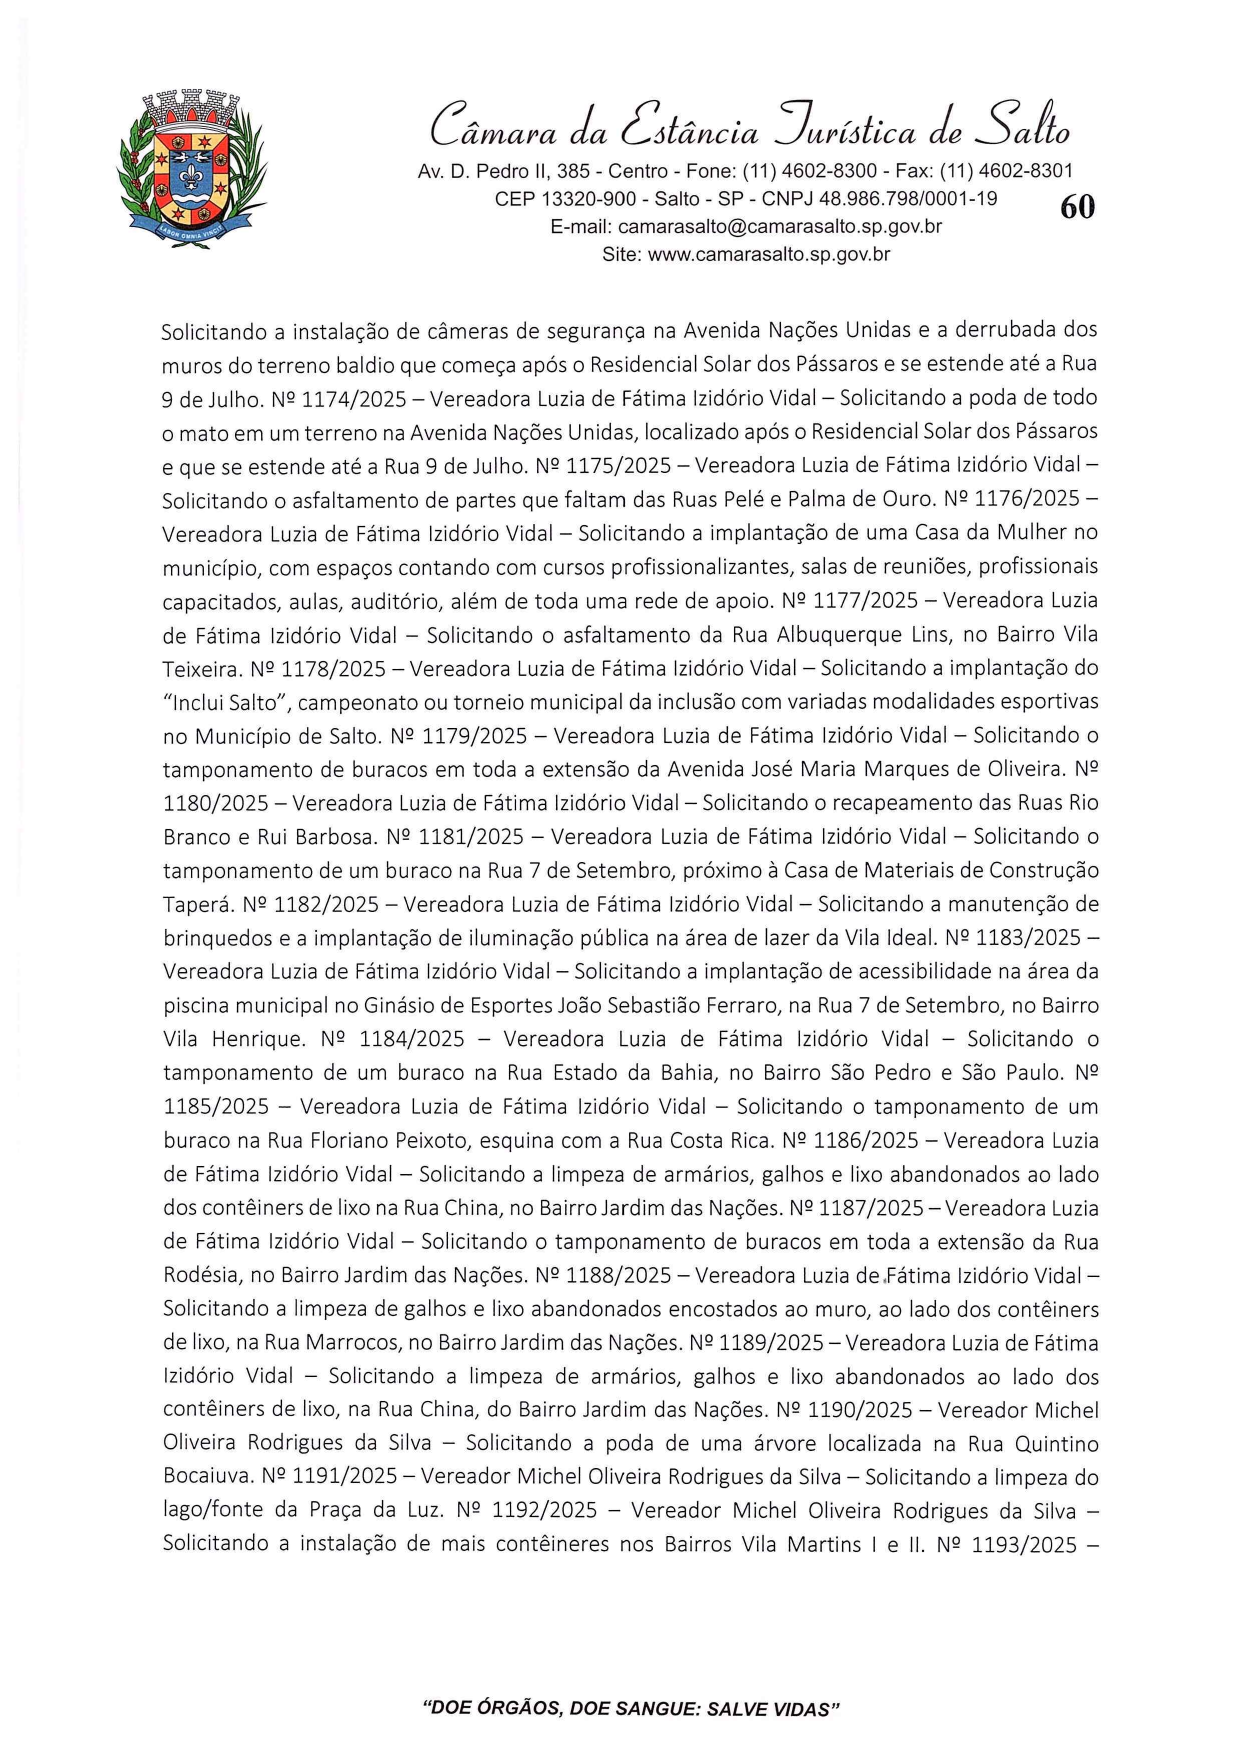 Câmara da Estância Turística de Salto
Av. D. Pedro II, 385 - Centro - Fone: (11) 4602-8300 - Fax: (11) 4602-8301
CEP 13320-900 - Salto - SP - CNPJ 48.986.798/0001-19
60
E-mail: camarasalto@camarasalto.sp.gov.br
Site: www.camarasalto.sp.gov.br
LABOR OMNIA VINCIT
Solicitando a instalação de câmeras de segurança na Avenida Nações Unidas e a derrubada dos
muros do terreno baldio que começa após o Residencial Solar dos Pássaros e se estende até a Rua
9 de Julho. Nº 1174/2025 – Vereadora Luzia de Fátima Izidório Vidal – Solicitando a poda de todo
o mato em um terreno na Avenida Nações Unidas, localizado após o Residencial Solar dos Pássaros
e que se estende até a Rua 9 de Julho. Nº 1175/2025 – Vereadora Luzia de Fátima Izidório Vidal –
Solicitando o asfaltamento de partes que faltam das Ruas Pelé e Palma de Ouro. Nº 1176/2025 –
Vereadora Luzia de Fátima Izidório Vidal – Solicitando a implantação de uma Casa da Mulher no
município, com espaços contando com cursos profissionalizantes, salas de reuniões, profissionais
capacitados, aulas, auditório, além de toda uma rede de apoio. Nº 1177/2025 – Vereadora Luzia
de Fátima Izidório Vidal – Solicitando o asfaltamento da Rua Albuquerque Lins, no Bairro Vila
Teixeira. Nº 1178/2025 – Vereadora Luzia de Fátima Izidório Vidal – Solicitando a implantação do
“Inclui Salto”, campeonato ou torneio municipal da inclusão com variadas modalidades esportivas
no Município de Salto. Nº 1179/2025 – Vereadora Luzia de Fátima Izidório Vidal – Solicitando o
tamponamento de buracos em toda a extensão da Avenida José Maria Marques de Oliveira. Nº
1180/2025 – Vereadora Luzia de Fátima Izidório Vidal – Solicitando o recapeamento das Ruas Rio
Branco e Rui Barbosa. Nº 1181/2025 – Vereadora Luzia de Fátima Izidório Vidal – Solicitando o
tamponamento de um buraco na Rua 7 de Setembro, próximo à Casa de Materiais de Construção
Taperá. Nº 1182/2025 – Vereadora Luzia de Fátima Izidório Vidal – Solicitando a manutenção de
brinquedos e a implantação de iluminação pública na área de lazer da Vila Ideal. Nº 1183/2025 –
Vereadora Luzia de Fátima Izidório Vidal – Solicitando a implantação de acessibilidade na área da
piscina municipal no Ginásio de Esportes João Sebastião Ferraro, na Rua 7 de Setembro, no Bairro
Vila Henrique. Nº 1184/2025 – Vereadora Luzia de Fátima Izidório Vidal – Solicitando o
tamponamento de um buraco na Rua Estado da Bahia, no Bairro São Pedro e São Paulo. Nº
1185/2025 – Vereadora Luzia de Fátima Izidório Vidal – Solicitando o tamponamento de um
buraco na Rua Floriano Peixoto, esquina com a Rua Costa Rica. Nº 1186/2025 – Vereadora Luzia
de Fátima Izidório Vidal – Solicitando a limpeza de armários, galhos e lixo abandonados ao lado
dos contêiners de lixo na Rua China, no Bairro Jardim das Nações. Nº 1187/2025 – Vereadora Luzia
de Fátima Izidório Vidal – Solicitando o tamponamento de buracos em toda a extensão da Rua
Rodésia, no Bairro Jardim das Nações. Nº 1188/2025 – Vereadora Luzia de Fátima Izidório Vidal –
Solicitando a limpeza de galhos e lixo abandonados encostados ao muro, ao lado dos contêiners
de lixo, na Rua Marrocos, no Bairro Jardim das Nações. Nº 1189/2025 – Vereadora Luzia de Fátima
Izidório Vidal – Solicitando a limpeza de armários, galhos e lixo abandonados ao lado dos
contêiners de lixo, na Rua China, do Bairro Jardim das Nações. Nº 1190/2025 – Vereador Michel
Oliveira Rodrigues da Silva – Solicitando a poda de uma árvore localizada na Rua Quintino
Bocaiuva. Nº 1191/2025 – Vereador Michel Oliveira Rodrigues da Silva – Solicitando a limpeza do
lago/fonte da Praça da Luz. Nº 1192/2025 – Vereador Michel Oliveira Rodrigues da Silva –
Solicitando a instalação de mais contêineres nos Bairros Vila Martins I e II. Nº 1193/2025 –
“DOE ÓRGÃOS, DOE SANGUE: SALVE VIDAS”